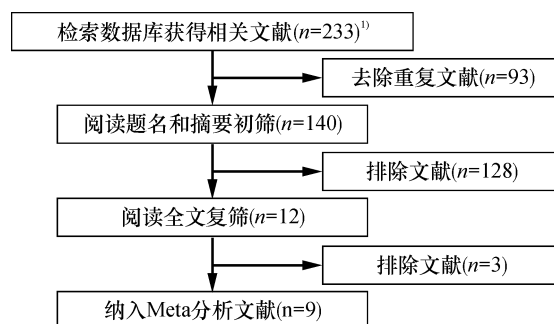 检索数据库获得相关文献(n=233)¹⁾
去除重复文献(n=93)
阅读题名和摘要初筛(n=140)
排除文献(n=128)
阅读全文复筛(n=12)
排除文献(n=3)
纳入Meta分析文献(n=9)